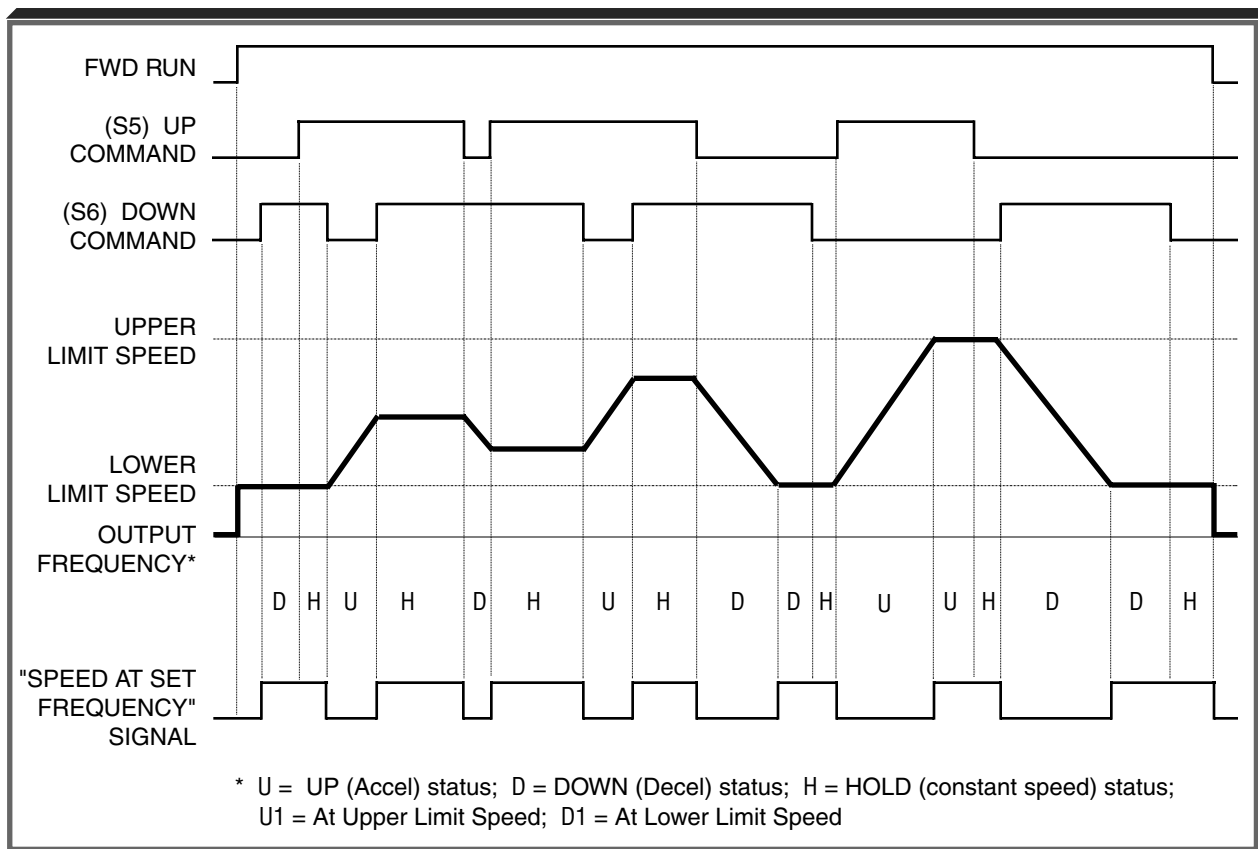 FWD RUN
(S5) UP
COMMAND
(S6) DOWN
COMMAND
UPPER
LIMIT SPEED
LOWER
LIMIT SPEED
OUTPUT
FREQUENCY*
D H U H D H U H D D H U U H D D H
"SPEED AT SET
FREQUENCY"
SIGNAL
* U = UP (Accel) status; D = DOWN (Decel) status; H = HOLD (constant speed) status;
U1 = At Upper Limit Speed; D1 = At Lower Limit Speed